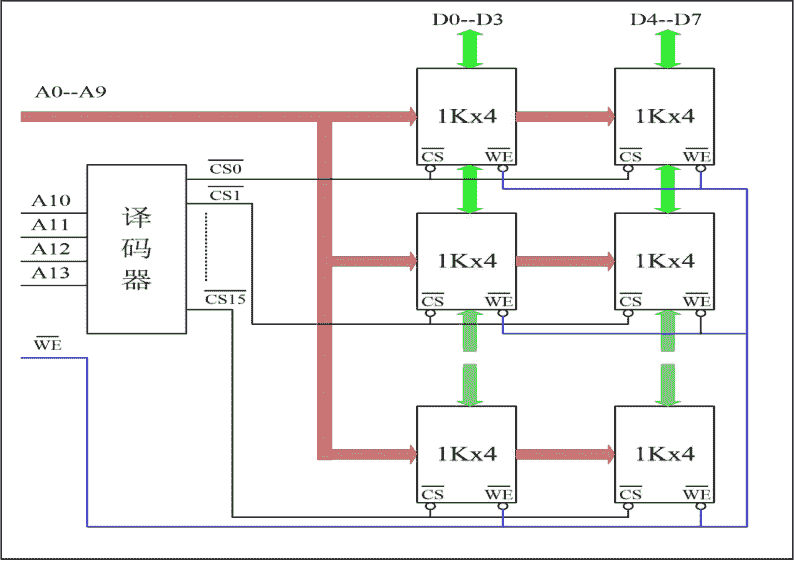 D0--D3 D4--D7
A0--A9
1Kx4 1Kx4
CS WE CS WE
CS0
CS1
A10
A11
A12
A13
译码器
CS15
1Kx4 1Kx4
CS WE CS WE
WE
1Kx4 1Kx4
CS WE CS WE